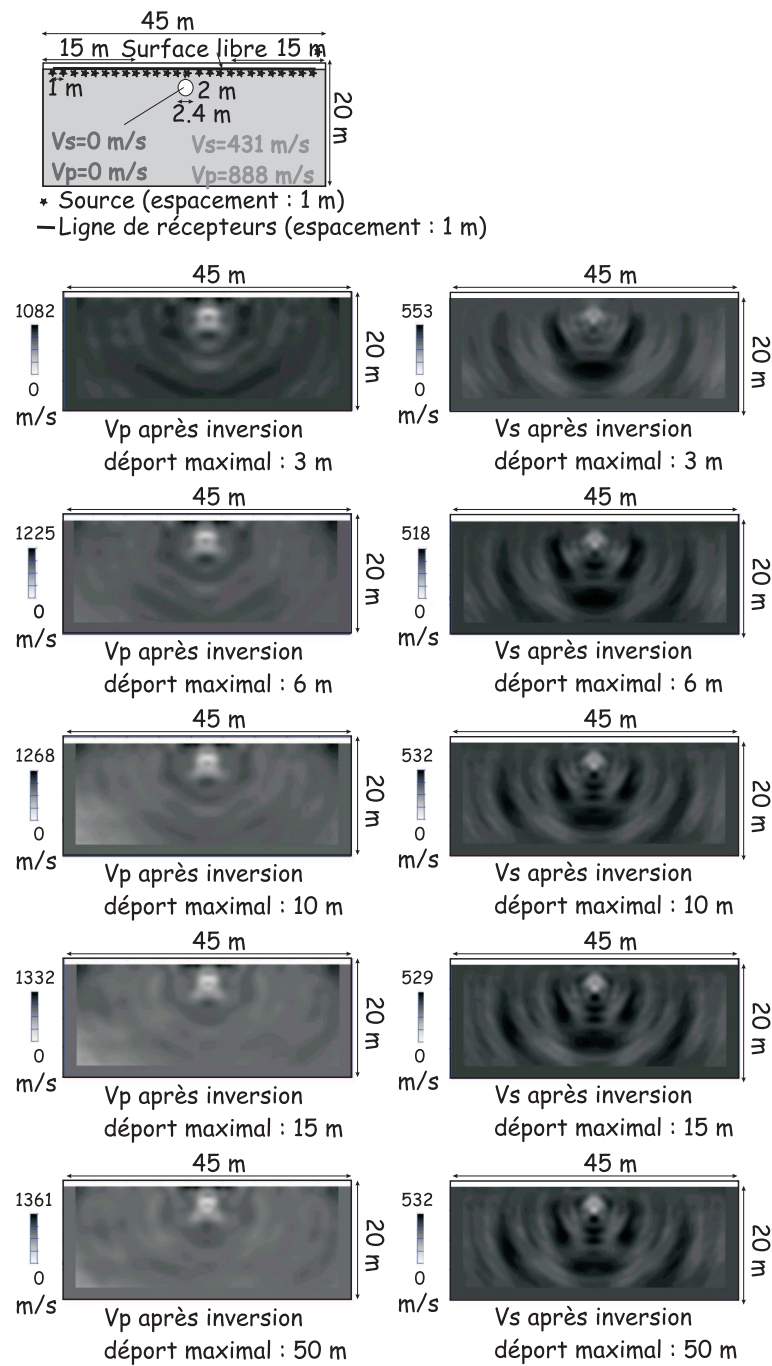 45 m
15 m Surface libre 15 m
1 m
2 m
2.4 m
20 m
Vs=0 m/s Vs=431 m/s
Vp=0 m/s Vp=888 m/s
Source (espacement : 1 m)
Ligne de récepteurs (espacement : 1 m)
45 m
1082
0
m/s
20 m
Vp après inversion
déport maximal : 3 m
45 m
553
0
m/s
20 m
Vs après inversion
déport maximal : 3 m
45 m
1225
0
m/s
20 m
Vp après inversion
déport maximal : 6 m
45 m
518
0
m/s
20 m
Vs après inversion
déport maximal : 6 m
45 m
1268
0
m/s
20 m
Vp après inversion
déport maximal : 10 m
45 m
532
0
m/s
20 m
Vs après inversion
déport maximal : 10 m
45 m
1332
0
m/s
20 m
Vp après inversion
déport maximal : 15 m
45 m
529
0
m/s
20 m
Vs après inversion
déport maximal : 15 m
45 m
1361
0
m/s
20 m
Vp après inversion
déport maximal : 50 m
45 m
532
0
m/s
20 m
Vs après inversion
déport maximal : 50 m